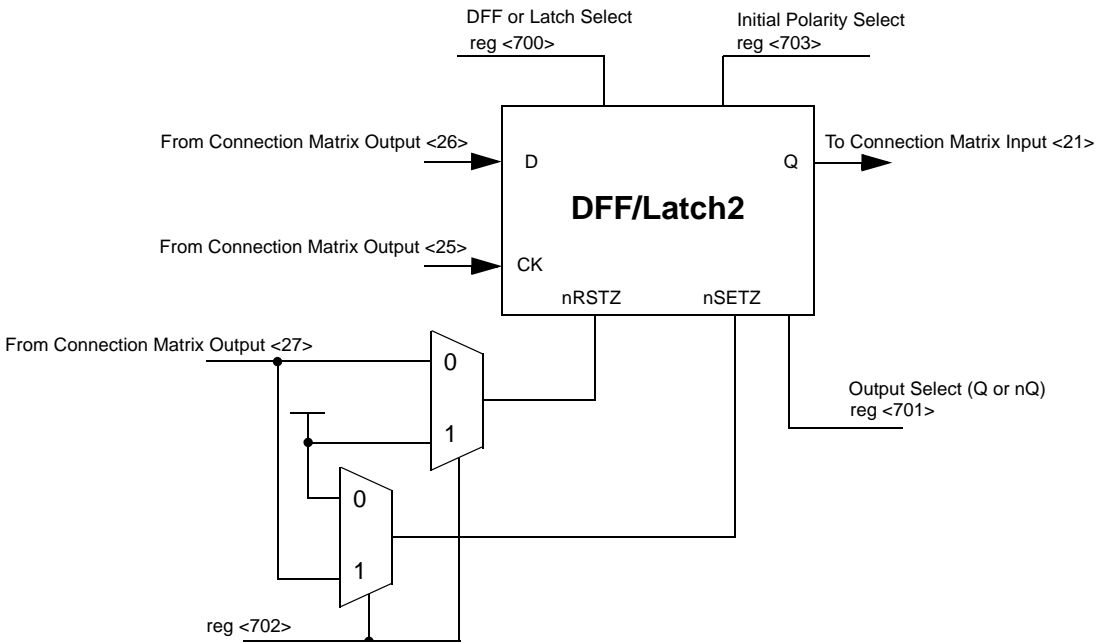 DFF or Latch Select
reg <700>
Initial Polarity Select
reg <703>
From Connection Matrix Output <26>
D
Q
To Connection Matrix Input <21>
DFF/Latch2
From Connection Matrix Output <25>
CK
nRSTZ
nSETZ
From Connection Matrix Output <27>
0
1
Output Select (Q or nQ)
reg <701>
0
1
reg <702>